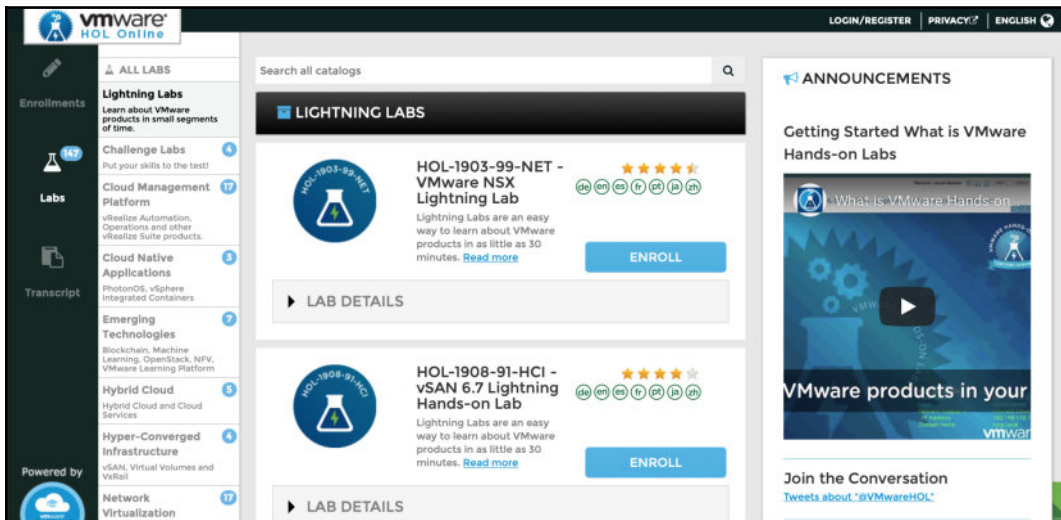 vmware®
HOL Online
LOGIN/REGISTER
PRIVACY
ENGLISH
Enrollments
147
Labs
Transcript
Powered by
ALL LABS
Lightning Labs
Learn about VMware
products in small segments
of time.
Challenge Labs
4
Put your skills to the test!
Cloud Management
17
Platform
vRealize Automation,
Operations and other
vRealize Suite products.
Cloud Native
3
Applications
PhotonOS, vSphere
Integrated Containers
Emerging
7
Technologies
Blockchain, Machine
Learning, OpenStack, NFV,
VMware Learning Platform
Hybrid Cloud
5
Hybrid Cloud and Cloud
Services
Hyper-Converged
4
Infrastructure
vSAN, Virtual Volumes and
VxRail
Network
17
Virtualization
Search all catalogs
LIGHTNING LABS
HOL-1903-99-NET
HOL-1903-99-NET -
VMware NSX
Lightning Lab
Lightning Labs are an easy
way to learn about VMware
products in as little as 30
minutes. Read more
de en es fr pt ja zh
ENROLL
LAB DETAILS
HOL-1908-91-HCI
HOL-1908-91-HCI -
vSAN 6.7 Lightning
Hands-on Lab
Lightning Labs are an easy
way to learn about VMware
products in as little as 30
minutes. Read more
de en es fr pt ja zh
ENROLL
LAB DETAILS
ANNOUNCEMENTS
Getting Started What is VMware
Hands-on Labs
What is VMware Hands-on...
VMware products in your
vmwar
Join the Conversation
Tweets about "@VMwareHOL"